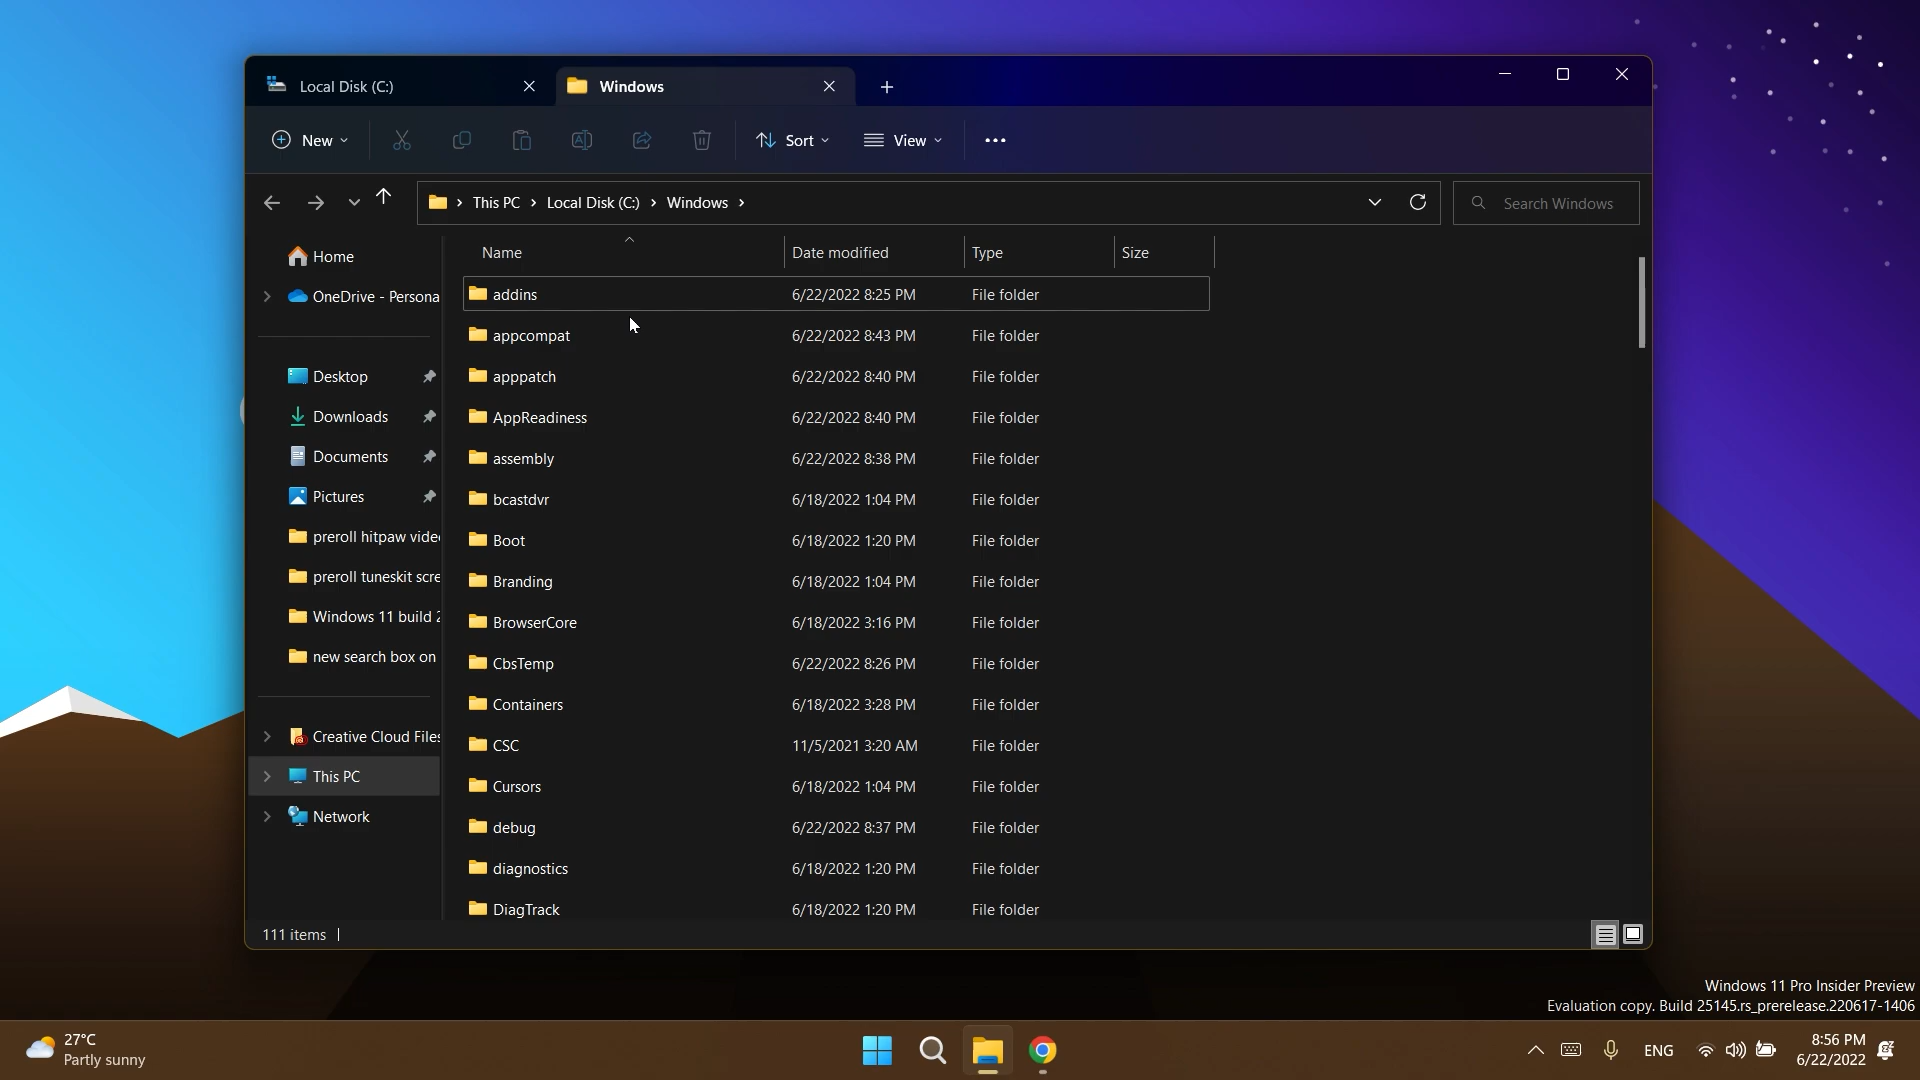 Local Disk (C:)
Windows
New
Sort
View
This PC
Local Disk (C:)
Windows
Search Windows
Home
OneDrive - Persona
Desktop
Downloads
Documents
Pictures
preroll hitpaw vide
preroll tuneskit scre
Windows 11 build 2
new search box on
Creative Cloud Files
This PC
Network
Name Date modified Type Size
addins 6/22/2022 8:25 PM File folder
appcompat 6/22/2022 8:43 PM File folder
apppatch 6/22/2022 8:40 PM File folder
AppReadiness 6/22/2022 8:40 PM File folder
assembly 6/22/2022 8:38 PM File folder
bcastdvr 6/18/2022 1:04 PM File folder
Boot 6/18/2022 1:20 PM File folder
Branding 6/18/2022 1:04 PM File folder
BrowserCore 6/18/2022 3:16 PM File folder
CbsTemp 6/22/2022 8:26 PM File folder
Containers 6/18/2022 3:28 PM File folder
CSC 11/5/2021 3:20 AM File folder
Cursors 6/18/2022 1:04 PM File folder
debug 6/22/2022 8:37 PM File folder
diagnostics 6/18/2022 1:20 PM File folder
DiagTrack 6/18/2022 1:20 PM File folder
111 items
Windows 11 Pro Insider Preview
Evaluation copy. Build 25145.rs_prerelease.220617-1406
27°C
Partly sunny
ENG
8:56 PM
6/22/2022